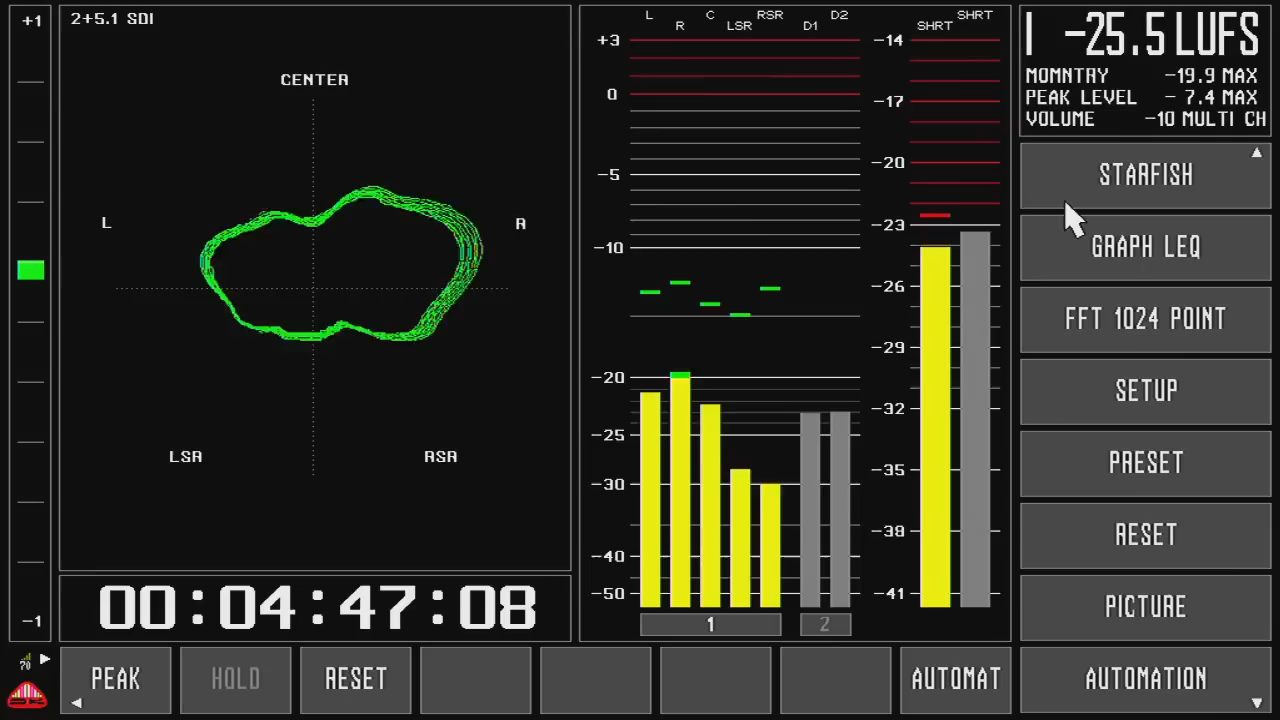 +1
2+5.1 SDI
CENTER
L
R
LSR
RSR
-1
00:04:47:08
L
R
C
LSR
RSR
D1
D2
+3
0
-5
-10
-20
-25
-30
-40
-50
1
2
SHRT
SHRT
-14
-17
-20
-23
-26
-29
-32
-35
-38
-41
I -25.5 LUFS
MOMNTRY -19.9 MAX
PEAK LEVEL - 7.4 MAX
VOLUME -10 MULTI CH
STARFISH
GRAPH LEQ
FFT 1024 POINT
SETUP
PRESET
RESET
PICTURE
AUTOMATION
PEAK
HOLD
RESET
AUTOMAT